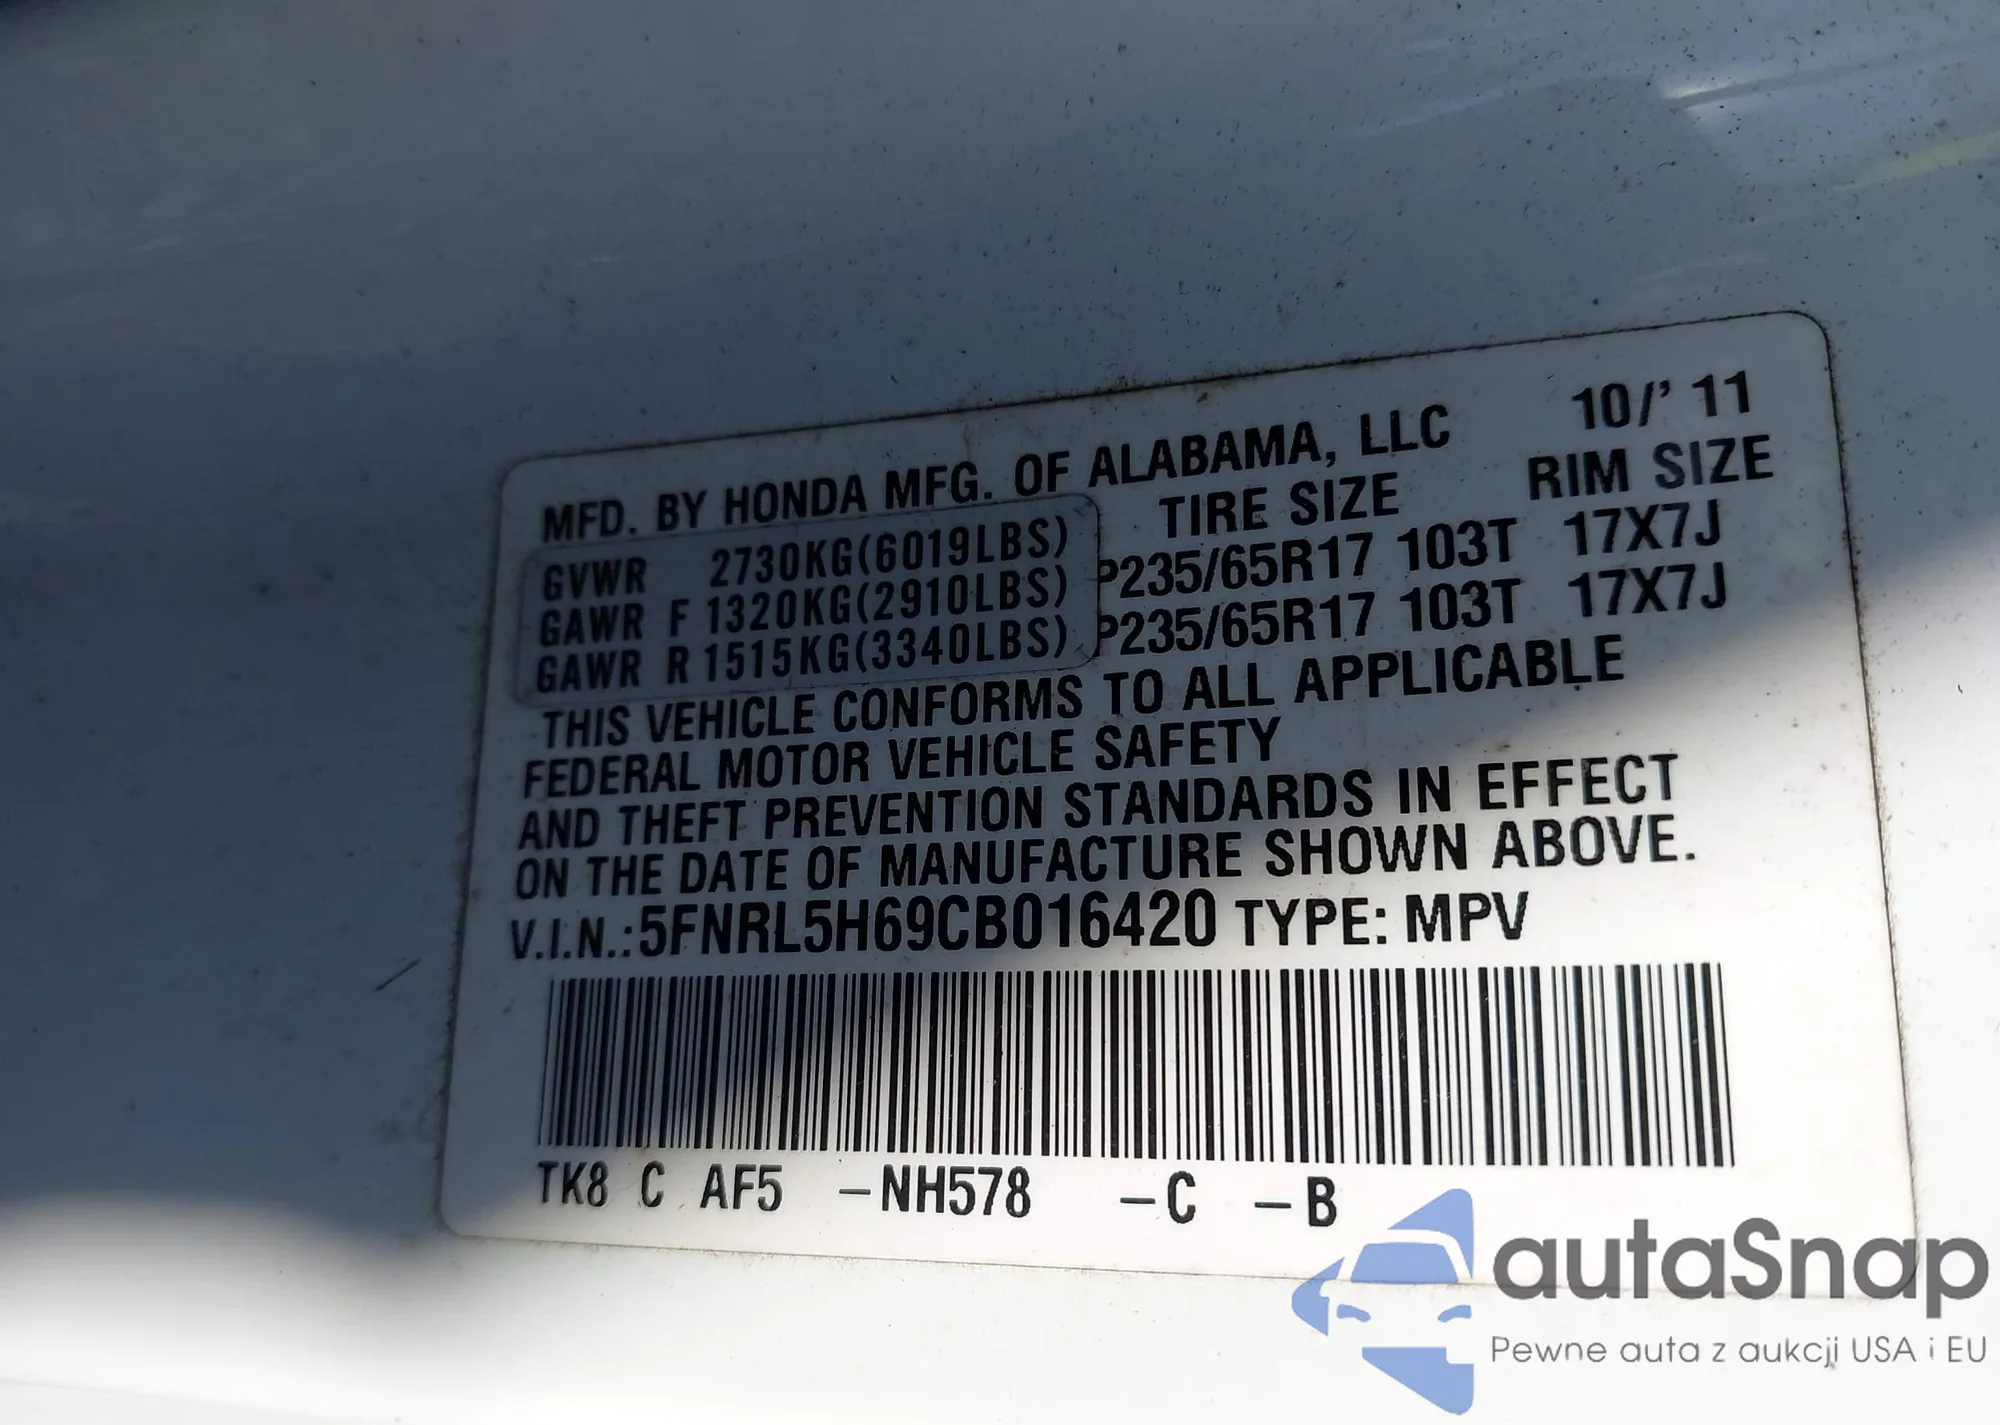 MFD. BY HONDA MFG. OF ALABAMA, LLC 10/' 11
TIRE SIZE RIM SIZE
GVWR 2730KG(6019LBS)
GAWR F 1320KG(2910LBS) P235/65R17 103T 17X7J
GAWR R 1515KG(3340LBS) P235/65R17 103T 17X7J
THIS VEHICLE CONFORMS TO ALL APPLICABLE
FEDERAL MOTOR VEHICLE SAFETY
AND THEFT PREVENTION STANDARDS IN EFFECT
ON THE DATE OF MANUFACTURE SHOWN ABOVE.
V.I.N.:5FNRL5H69CB016420 TYPE: MPV
TK8 C AF5 -NH578 -C -B
autaSnap
Pewne auta z aukcji USA i EU